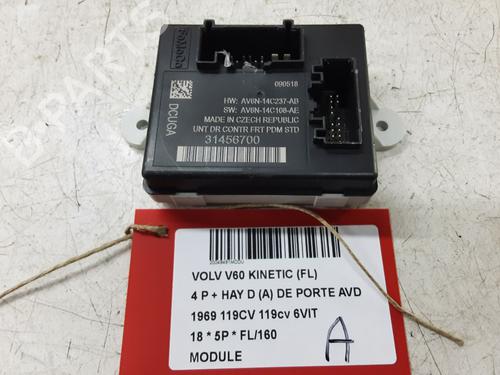 FoMoCo
090518
HW: AV6N-14C237-AB
SW: AV6N-14C108-AE
MADE IN CZECH REPUBLIC
UNT DR CONTR FRT PDM STD
31456700
DCUGA
VOLV V60 KINETIC (FL)
4 P + HAY D (A) DE PORTE AVD
1969 119CV 119cv 6VIT
18 * 5P * FL/160
MODULE
A